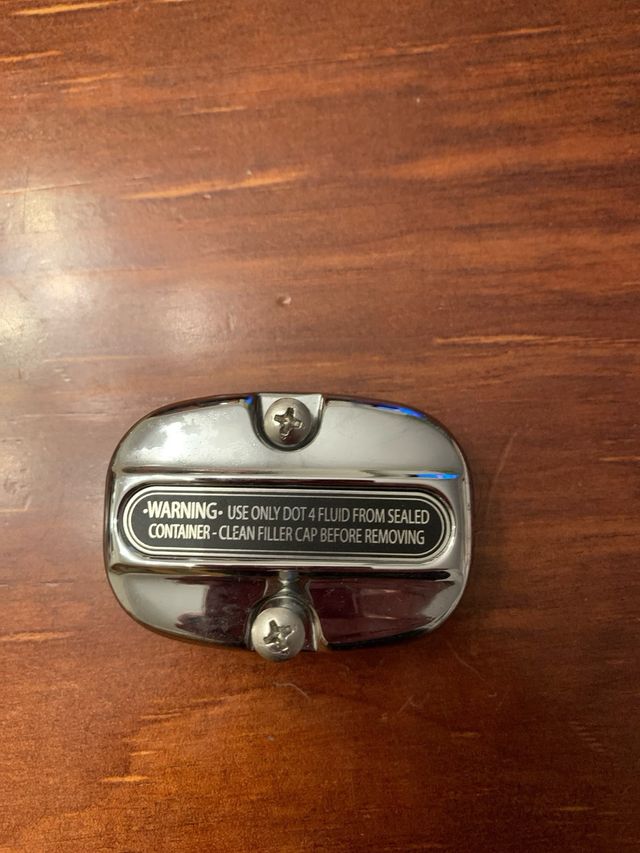 ·WARNING· USE ONLY DOT 4 FLUID FROM SEALED
CONTAINER - CLEAN FILLER CAP BEFORE REMOVING